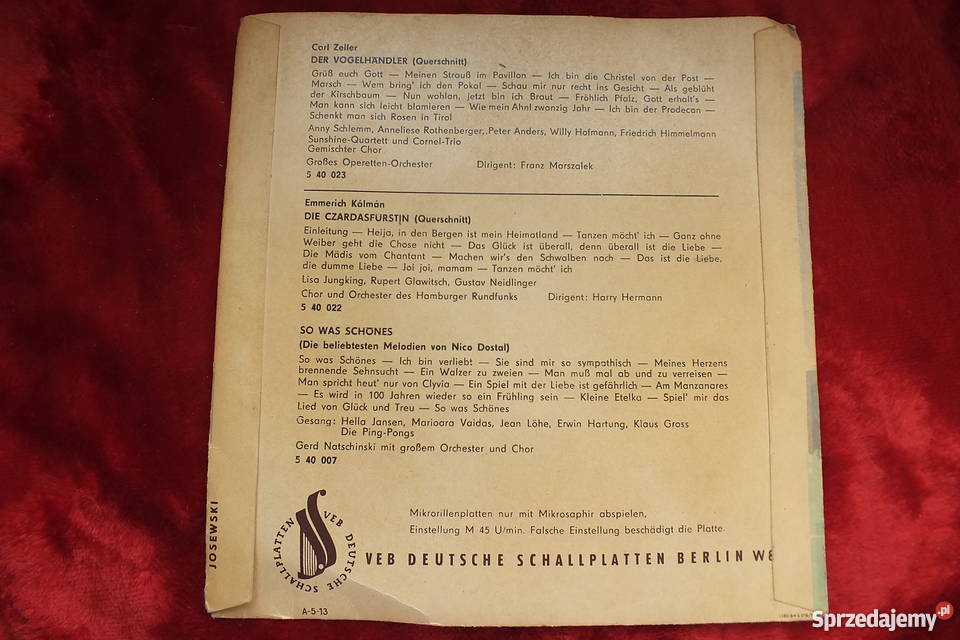 Carl Zeller
DER VOGELHÄNDLER (Querschnitt)
Grüß euch Gott — Meinen Strauß im Pavillon — Ich bin die Christel von der Post —
Marsch — Wem bring' ich den Pokal — Schau mir nur recht ins Gesicht — Als geblüht
der Kirschbaum — Nun wohlan, jetzt bin ich Braut — Fröhlich Pfalz, Gott erhalt's —
Man kann sich leicht blamieren — Wie mein Ahnl zwanzig Jahr — Ich bin der Prodecan —
Schenkt man sich Rosen in Tirol
Anny Schlemm, Anneliese Rothenberger, Peter Anders, Willy Hofmann, Friedrich Himmelmann
Sunshine-Quartett und Cornel-Trio
Gemischter Chor
Großes Operetten-Orchester Dirigent: Franz Marszalek
5 40 023
Emmerich Kálmán
DIE CZARDASFÜRSTIN (Querschnitt)
Einleitung — Heija, in den Bergen ist mein Heimatland — Tanzen möcht' ich — Ganz ohne
Weiber geht die Chose nicht — Das Glück ist überall, denn überall ist die Liebe —
Die Mädis vom Chantant — Machen wir's den Schwalben nach — Das ist die Liebe,
die dumme Liebe — Joi joi, mamam — Tanzen möcht' ich
Lisa Jungking, Rupert Glawitsch, Gustav Neidlinger
Chor und Orchester des Hamburger Rundfunks Dirigent: Harry Hermann
5 40 022
SO WAS SCHÖNES
(Die beliebtesten Melodien von Nico Dostal)
So was Schönes — Ich bin verliebt — Sie sind mir so sympathisch — Meines Herzens
brennende Sehnsucht — Ein Walzer zu zweien — Man muß mal ab und zu verreisen —
Man spricht heut' nur von Clyvia — Ein Spiel mit der Liebe ist gefährlich — Am Manzanares
— Es wird in 100 Jahren wieder so ein Frühling sein — Kleine Etelka — Spiel' mir das
Lied von Glück und Treu — So was Schönes
Gesang: Hella Jansen, Marioara Vaidas, Jean Löhe, Erwin Hartung, Klaus Gross
Die Ping-Pongs
Gerd Natschinski mit großem Orchester und Chor
5 40 007
JOSEWSKI
VEB DEUTSCHE SCHALLPLATTEN
Mikrorillenplatten nur mit Mikrosaphir abspielen,
Einstellung M 45 U/min. Falsche Einstellung beschädigt die Platte.
VEB DEUTSCHE SCHALLPLATTEN BERLIN W8
A-5-13
Sprzedajemy.pl